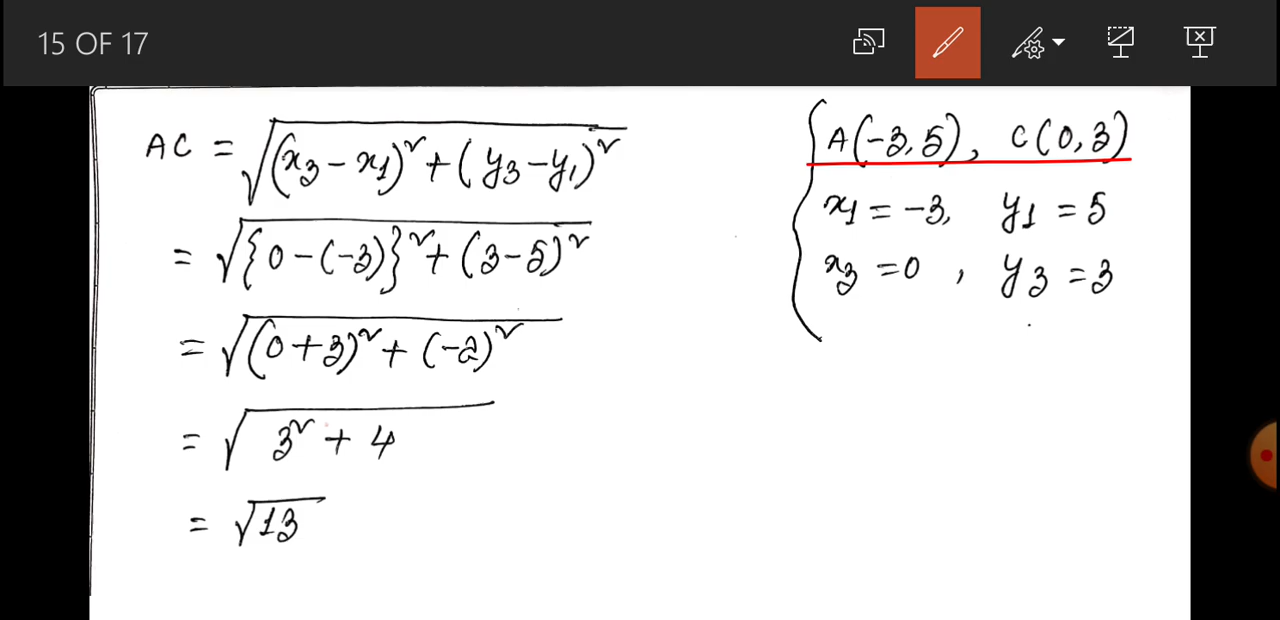 15 OF 17
AC = √(x₃ - x₁)² + (y₃ - y₁)²
= √{0 - (-3)}² + (3 - 5)²
= √(0 + 3)² + (-2)²
= √3² + 4
= √13
A(-3, 5), C(0, 3)
x₁ = -3, y₁ = 5
x₃ = 0, y₃ = 3